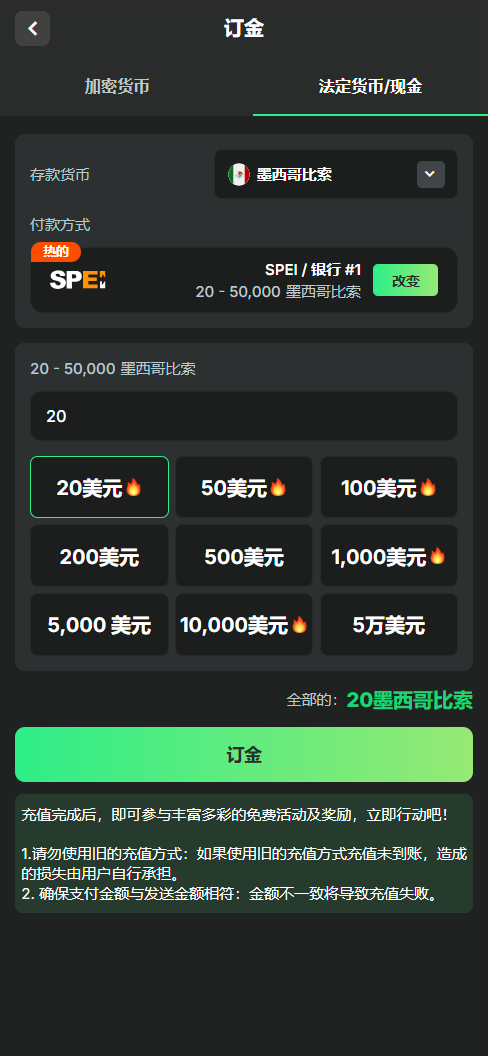 订金
加密货币
法定货币/现金
存款货币
墨西哥比索
付款方式
热的
SPEI
SPEI / 银行 #1
20 - 50,000 墨西哥比索
改变
20 - 50,000 墨西哥比索
20
20美元🔥
50美元🔥
100美元🔥
200美元
500美元
1,000美元🔥
5,000 美元
10,000美元🔥
5万美元
全部的：20墨西哥比索
订金
充值完成后，即可参与丰富多彩的免费活动及奖励，立即行动吧！
1.请勿使用旧的充值方式：如果使用旧的充值方式充值未到账，造成
的损失由用户自行承担。
2. 确保支付金额与发送金额相符：金额不一致将导致充值失败。